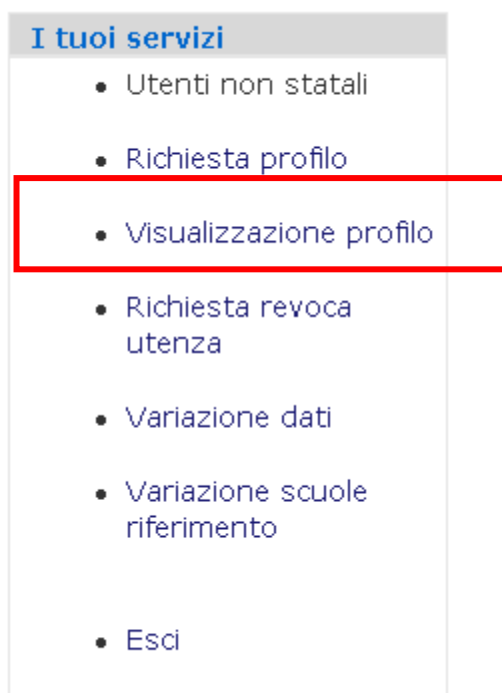 I tuoi servizi
Utenti non statali
Richiesta profilo
Visualizzazione profilo
Richiesta revoca
utenza
Variazione dati
Variazione scuole
riferimento
Esci